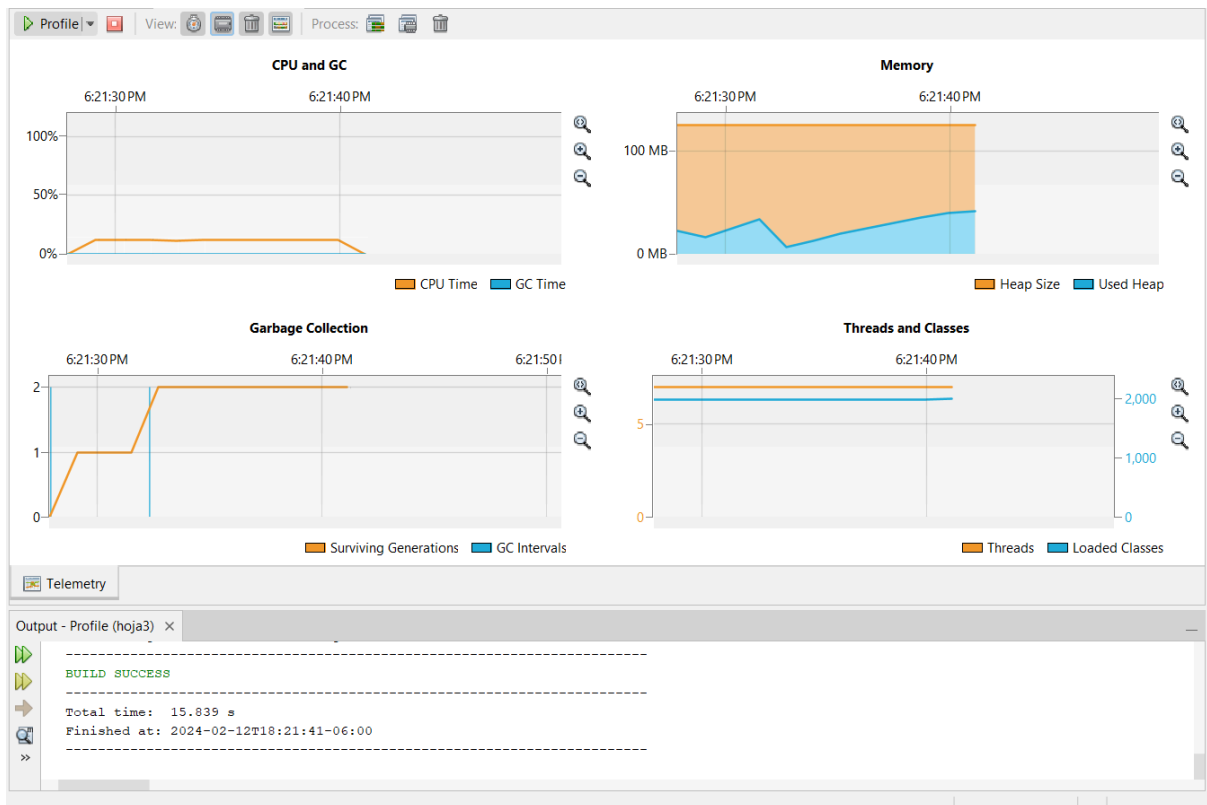 Profile View: Process:
CPU and GC
6:21:30 PM 6:21:40 PM
100%
50%
0%
CPU Time GC Time
Memory
6:21:30 PM 6:21:40 PM
100 MB
0 MB
Heap Size Used Heap
Garbage Collection
6:21:30 PM 6:21:40 PM 6:21:50
2
1
0
Surviving Generations GC Intervals
Threads and Classes
6:21:30 PM 6:21:40 PM
5 2,000
1,000
0 0
Threads Loaded Classes
Telemetry
Output - Profile (hoja3) ×
------------------------------------------------------------------------
BUILD SUCCESS
------------------------------------------------------------------------
Total time:  15.839 s
Finished at: 2024-02-12T18:21:41-06:00
------------------------------------------------------------------------
»